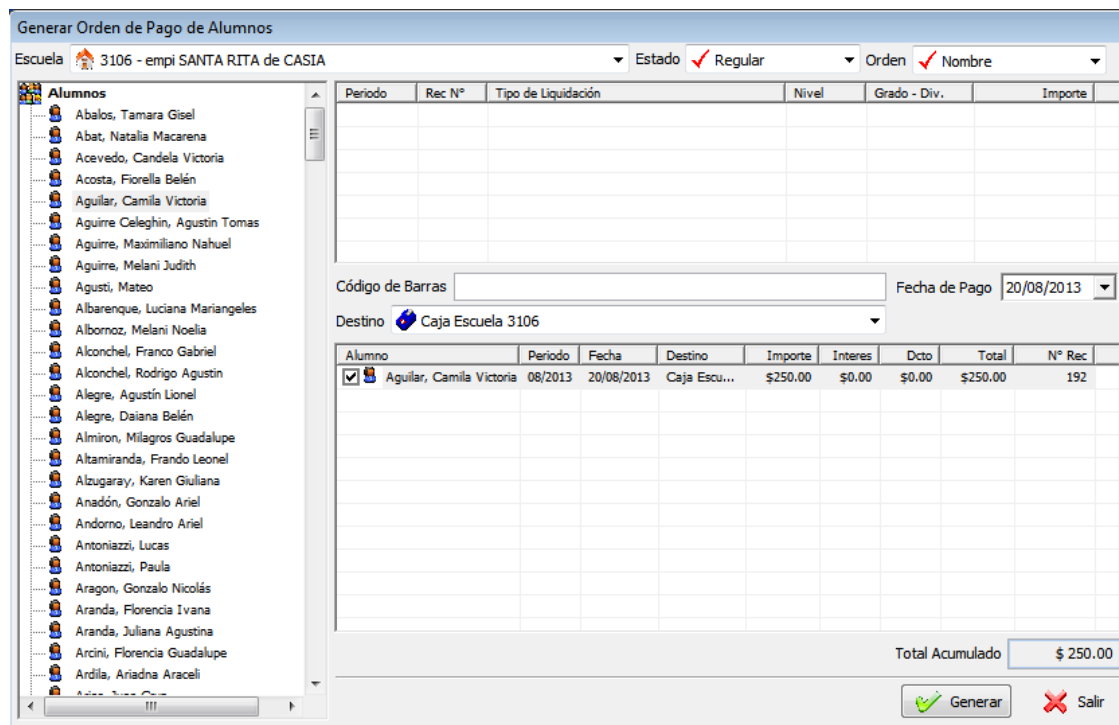 Generar Orden de Pago de Alumnos
Escuela 3106 - empi SANTA RITA de CASIA Estado Regular Orden Nombre
Alumnos
Abalos, Tamara Gisel
Abat, Natalia Macarena
Acevedo, Candela Victoria
Acosta, Fiorella Belén
Aguilar, Camila Victoria
Aguirre Celeghin, Agustin Tomas
Aguirre, Maximiliano Nahuel
Aguirre, Melani Judith
Agusti, Mateo
Albarenque, Luciana Mariangeles
Albornoz, Melani Noelia
Alconchel, Franco Gabriel
Alconchel, Rodrigo Agustin
Alegre, Agustín Lionel
Alegre, Daiana Belén
Almiron, Milagros Guadalupe
Altamiranda, Frando Leonel
Alzugaray, Karen Giuliana
Anadón, Gonzalo Ariel
Andorno, Leandro Ariel
Antoniazzi, Lucas
Antoniazzi, Paula
Aragon, Gonzalo Nicolás
Aranda, Florencia Ivana
Aranda, Juliana Agustina
Arcini, Florencia Guadalupe
Ardila, Ariadna Araceli
Periodo Rec Nº Tipo de Liquidación Nivel Grado - Div. Importe
Código de Barras Fecha de Pago 20/08/2013
Destino Caja Escuela 3106
Alumno Periodo Fecha Destino Importe Interes Dcto Total Nº Rec
Aguilar, Camila Victoria 08/2013 20/08/2013 Caja Escu... $250.00 $0.00 $0.00 $250.00 192
Total Acumulado $ 250.00
Generar Salir